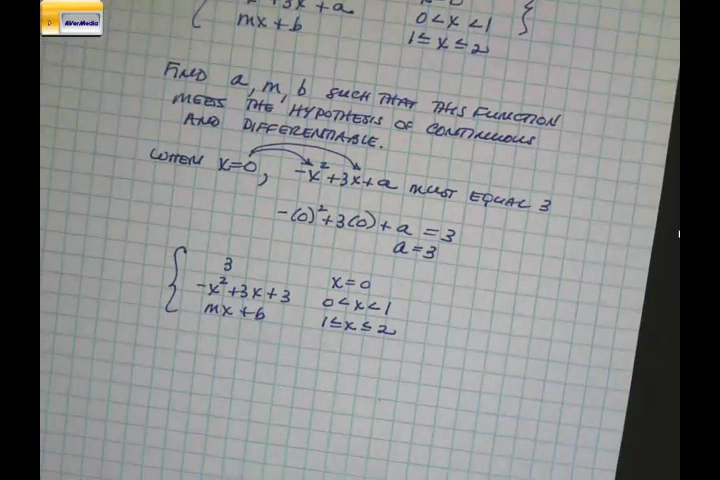 AVerMedia
x + 3x + a
0 < x < 1
mx + b
1 ≤ x ≤ 2
FIND a, m, b SUCH THAT THIS FUNCTION
MEETS THE HYPOTHESIS OF CONTINUOUS
AND DIFFERENTIABLE.
WHEN x=0, -x² + 3x + a MUST EQUAL 3
-(0)² + 3(0) + a = 3
a = 3
3 x = 0
-x² + 3x + 3 0 < x < 1
mx + b 1 ≤ x ≤ 2